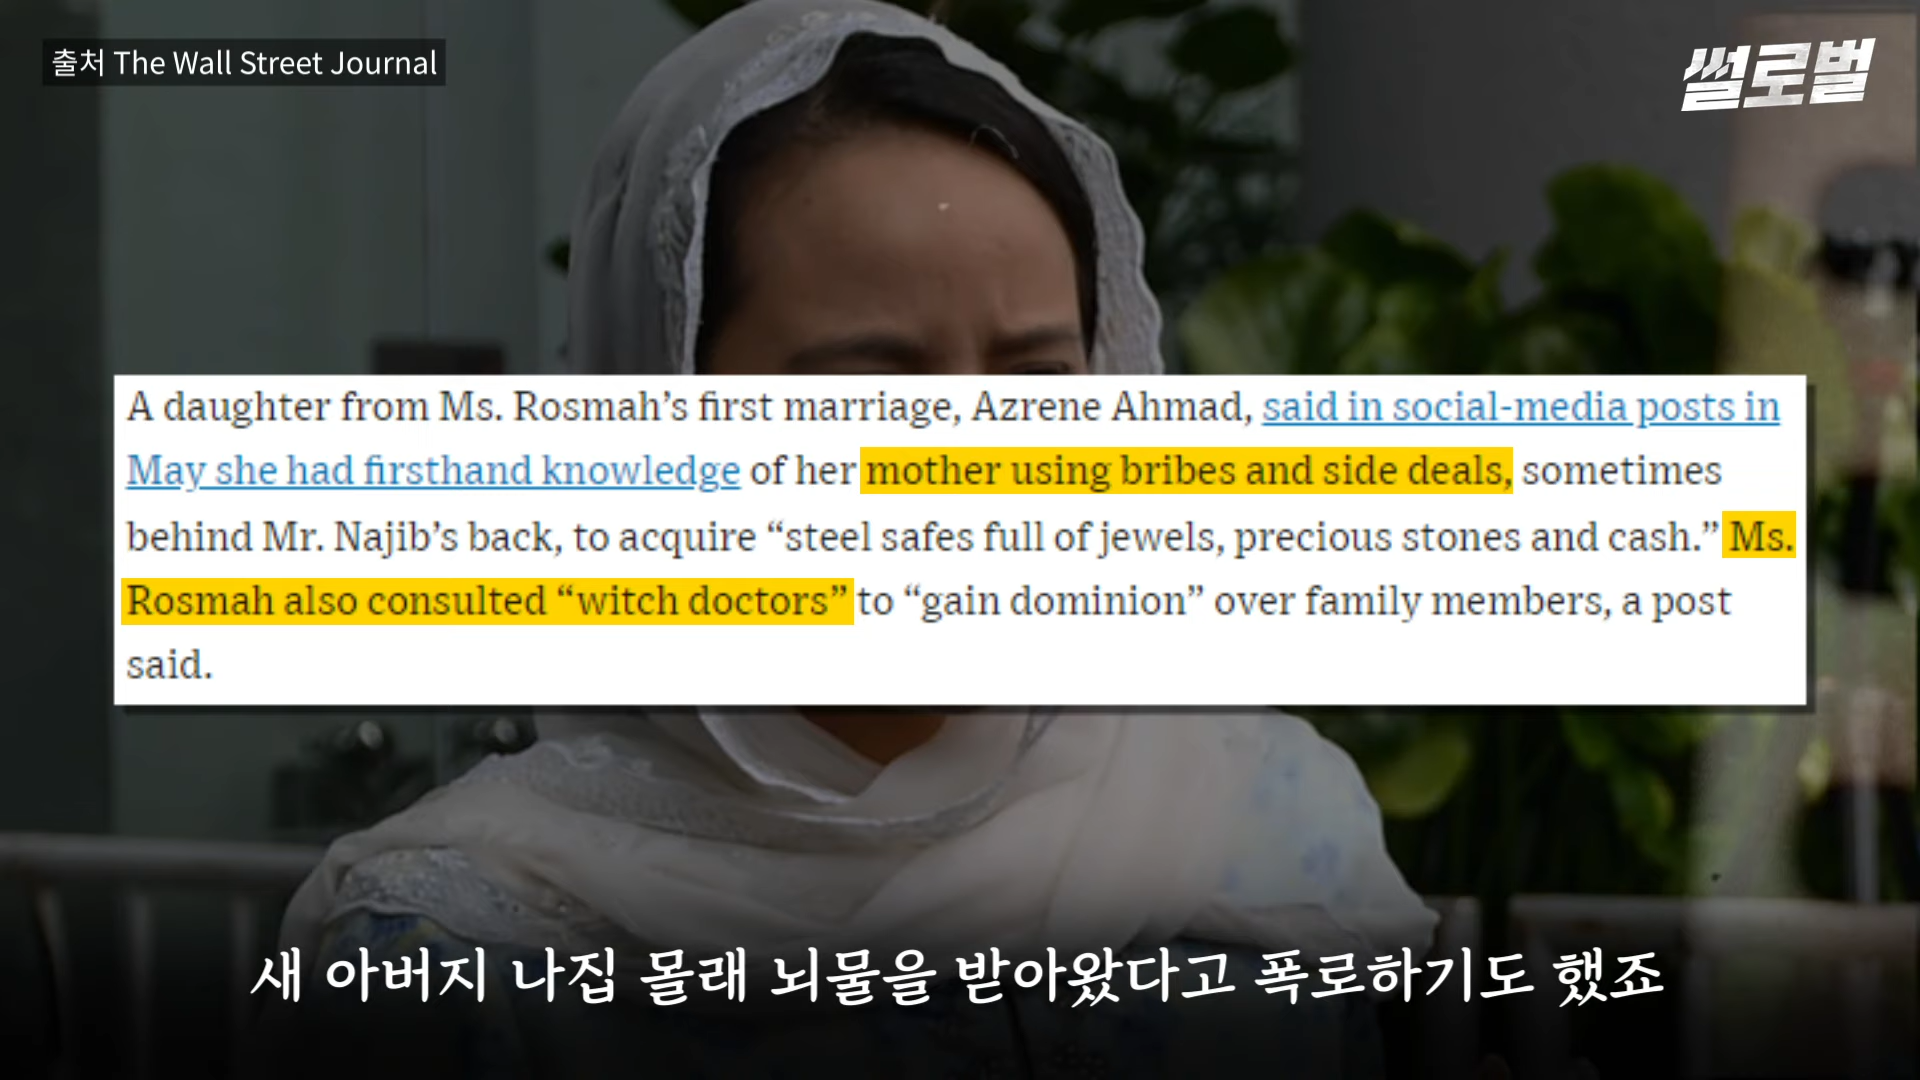 출처 The Wall Street Journal
썰로벌
A daughter from Ms. Rosmah’s first marriage, Azrene Ahmad, said in social-media posts in
May she had firsthand knowledge of her mother using bribes and side deals, sometimes
behind Mr. Najib’s back, to acquire “steel safes full of jewels, precious stones and cash.” Ms.
Rosmah also consulted “witch doctors” to “gain dominion” over family members, a post
said.
새 아버지 나집 몰래 뇌물을 받아왔다고 폭로하기도 했죠